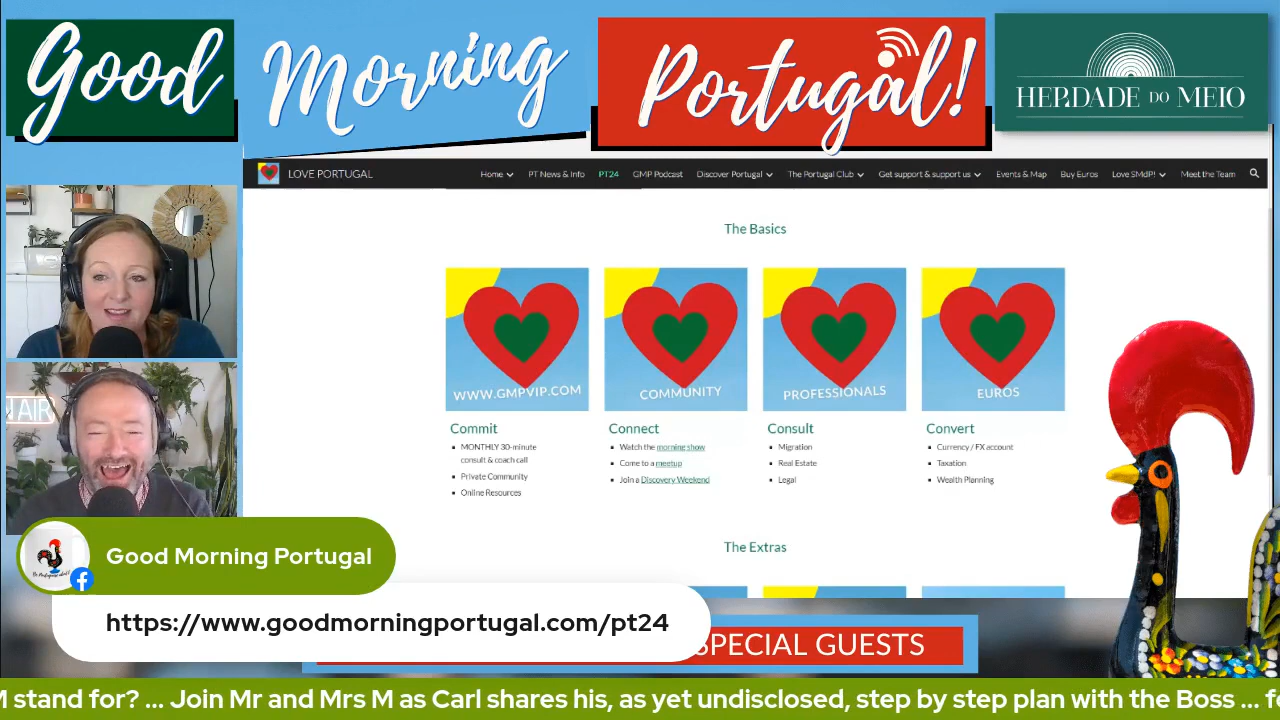 Good
Morning
Portugal!
HERDADE DO MEIO
LOVE PORTUGAL
Home
PT News & Info
PT24
GMP Podcast
Discover Portugal
The Portugal Club
Get support & support us
Events & Map
Buy Euros
Love SMdP!
Meet the Team
The Basics
WWW.GMPVIP.COM
COMMUNITY
PROFESSIONALS
EUROS
Commit
MONTHLY 30-minute
consult & coach call
Private Community
Online Resources
Connect
Watch the morning show
Come to a meetup
Join a Discovery Weekend
Consult
Migration
Real Estate
Legal
Convert
Currency / FX account
Taxation
Wealth Planning
The Extras
AIR
Good Morning Portugal
https://www.goodmorningportugal.com/pt24
SPECIAL GUESTS
M stand for? ... Join Mr and Mrs M as Carl shares his, as yet undisclosed, step by step plan with the Boss ... fo